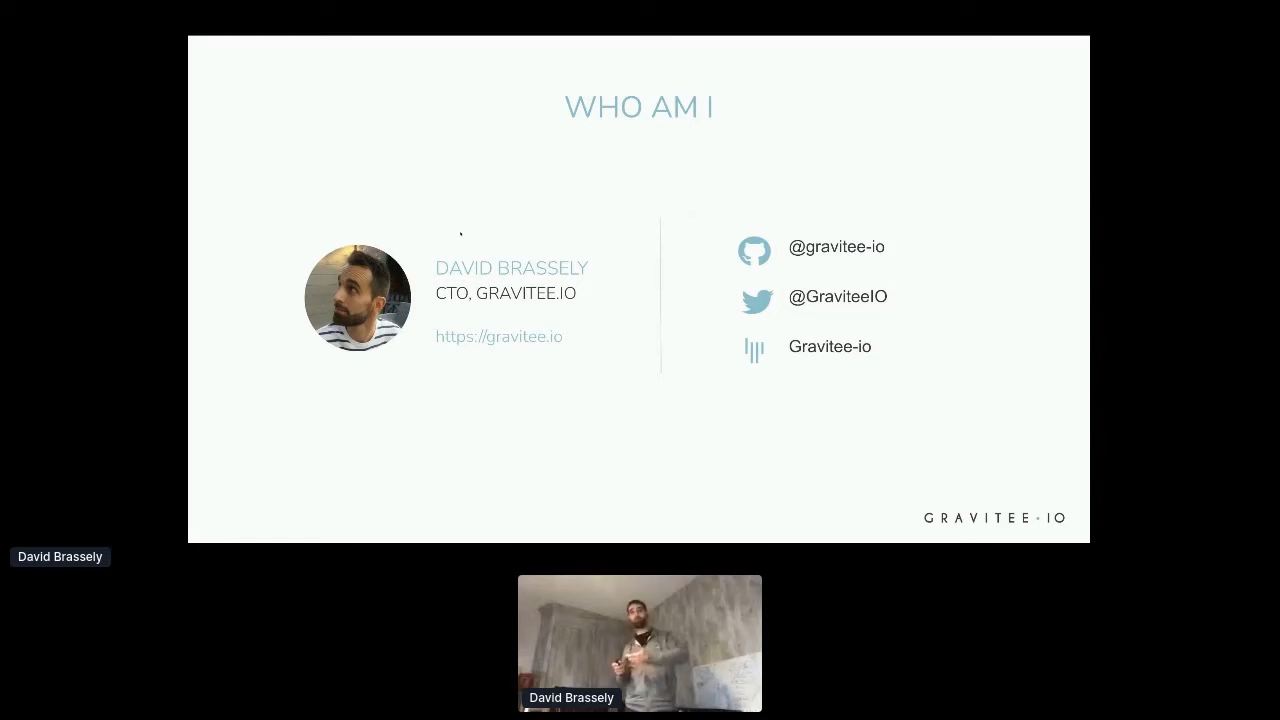 WHO AM I
DAVID BRASSELY
CTO, GRAVITEE.IO
https://gravitee.io
@gravitee-io
@GraviteeIO
Gravitee-io
GRAVITEE•IO
David Brassely
David Brassely